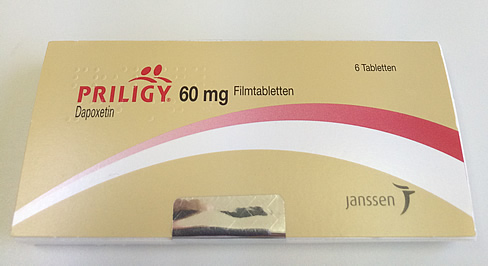 PRILIGY® 60 mg Filmtabletten
Dapoxetin
6 Tabletten
janssen